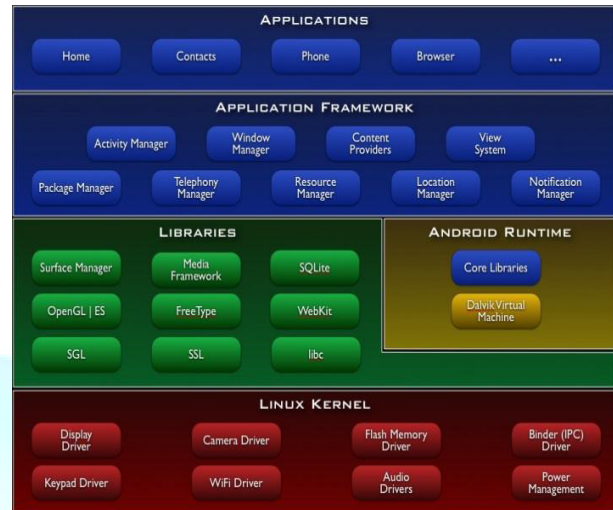 APPLICATIONS
Home
Contacts
Phone
Browser
...
APPLICATION FRAMEWORK
Activity Manager
Window
Manager
Content
Providers
View
System
Package Manager
Telephony
Manager
Resource
Manager
Location
Manager
Notification
Manager
LIBRARIES
Surface Manager
Media
Framework
SQLite
OpenGL | ES
FreeType
WebKit
SGL
SSL
libc
ANDROID RUNTIME
Core Libraries
Dalvik Virtual
Machine
LINUX KERNEL
Display
Driver
Camera Driver
Flash Memory
Driver
Binder (IPC)
Driver
Keypad Driver
WiFi Driver
Audio
Drivers
Power
Management